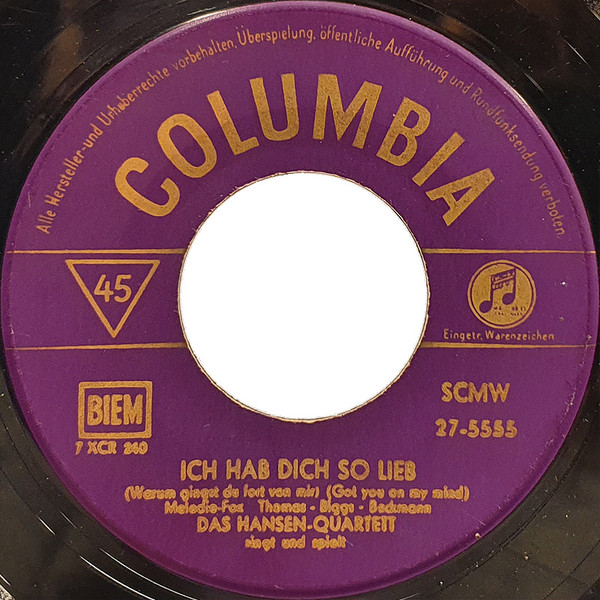 Alle Hersteller-und Urheberrechte vorbehalten. Überspielung, öffentliche Aufführung und Rundfunksendung verboten.
COLUMBIA
45
Eingetr. Warenzeichen
BIEM
7 XCR 240
SCMW
27-5555
ICH HAB DICH SO LIEB
(Warum gingst du fort von mir) (Got you on my mind)
Melodie-Fox Thomas - Biggs - Beckmann
DAS HANSEN-QUARTETT
singt und spielt